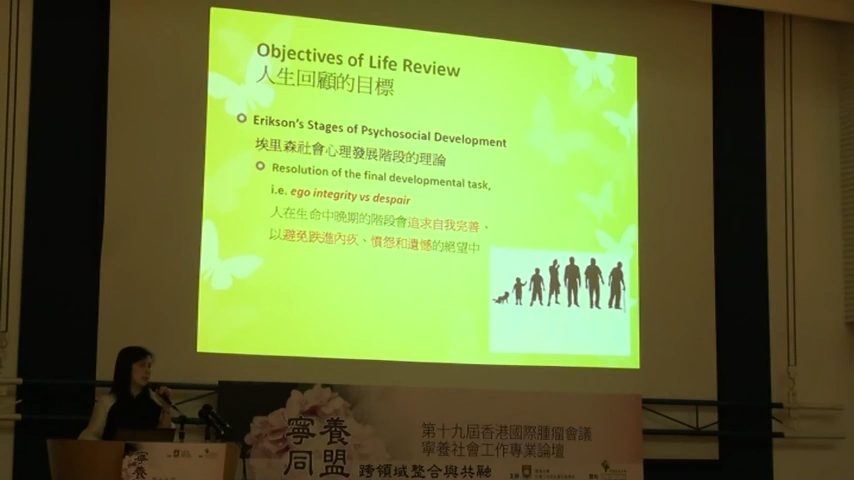 Objectives of Life Review
人生回顧的目標
Erikson's Stages of Psychosocial Development
埃里森社會心理發展階段的理論
Resolution of the final developmental task,
i.e. ego integrity vs despair
人在生命中晚期的階段會追求自我完善，
以避免跌進內疚、憤怨和遺憾的絕望中
寧養
同盟
第十九屆香港國際腫瘤會議
寧養社會工作專業論壇
跨領域整合與共融
寧養